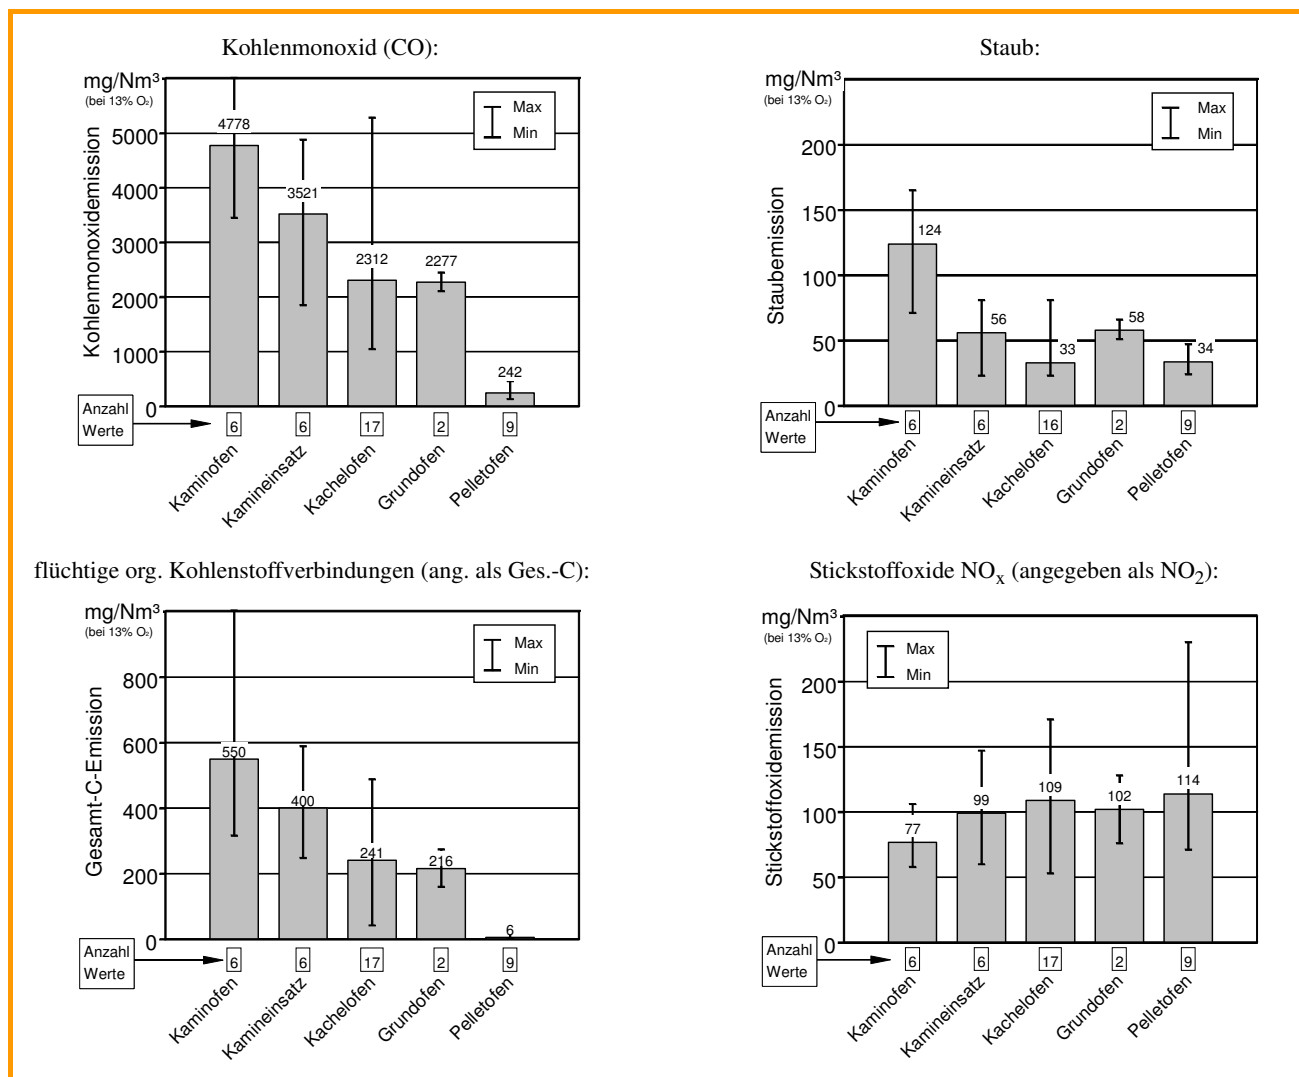 Kohlenmonoxid (CO):
mg/Nm³
(bei 13% O₂)
Kohlenmonoxidemission
5000
4000
3000
2000
1000
0
Max
Min
4778
3521
2312
2277
242
Anzahl
Werte
6 6 17 2 9
Kaminofen
Kamineinsatz
Kachelofen
Grundofen
Pelletofen
Staub:
mg/Nm³
(bei 13% O₂)
Staubemission
200
150
100
50
0
Max
Min
124
56
33
58
34
Anzahl
Werte
6 6 16 2 9
Kaminofen
Kamineinsatz
Kachelofen
Grundofen
Pelletofen
flüchtige org. Kohlenstoffverbindungen (ang. als Ges.-C):
mg/Nm³
(bei 13% O₂)
Gesamt-C-Emission
800
600
400
200
0
Max
Min
550
400
241
216
6
Anzahl
Werte
6 6 17 2 9
Kaminofen
Kamineinsatz
Kachelofen
Grundofen
Pelletofen
Stickstoffoxide NOₓ (angegeben als NO₂):
mg/Nm³
(bei 13% O₂)
Stickstoffoxidemission
200
150
100
50
0
Max
Min
77
99
109
102
114
Anzahl
Werte
6 6 17 2 9
Kaminofen
Kamineinsatz
Kachelofen
Grundofen
Pelletofen